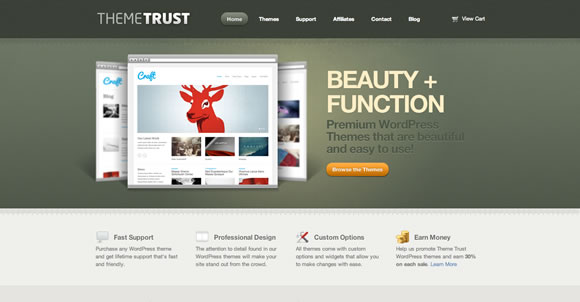 THEMETRUST
Home Themes Support Affiliates Contact Blog
View Cart
Craft
Craft
Blog
BEAUTY +
FUNCTION
Premium WordPress
Themes that are beautiful
and easy to use!
Browse the Themes
Fast Support
Purchase any WordPress theme
and get lifetime support that's fast
and friendly.
Professional Design
The attention to detail found in our
WordPress themes will make your
site stand out from the crowd.
Custom Options
All themes come with custom
options and widgets that allow you
to make changes with ease.
Earn Money
Help us promote Theme Trust
WordPress themes and earn 30%
on each sale. Learn More